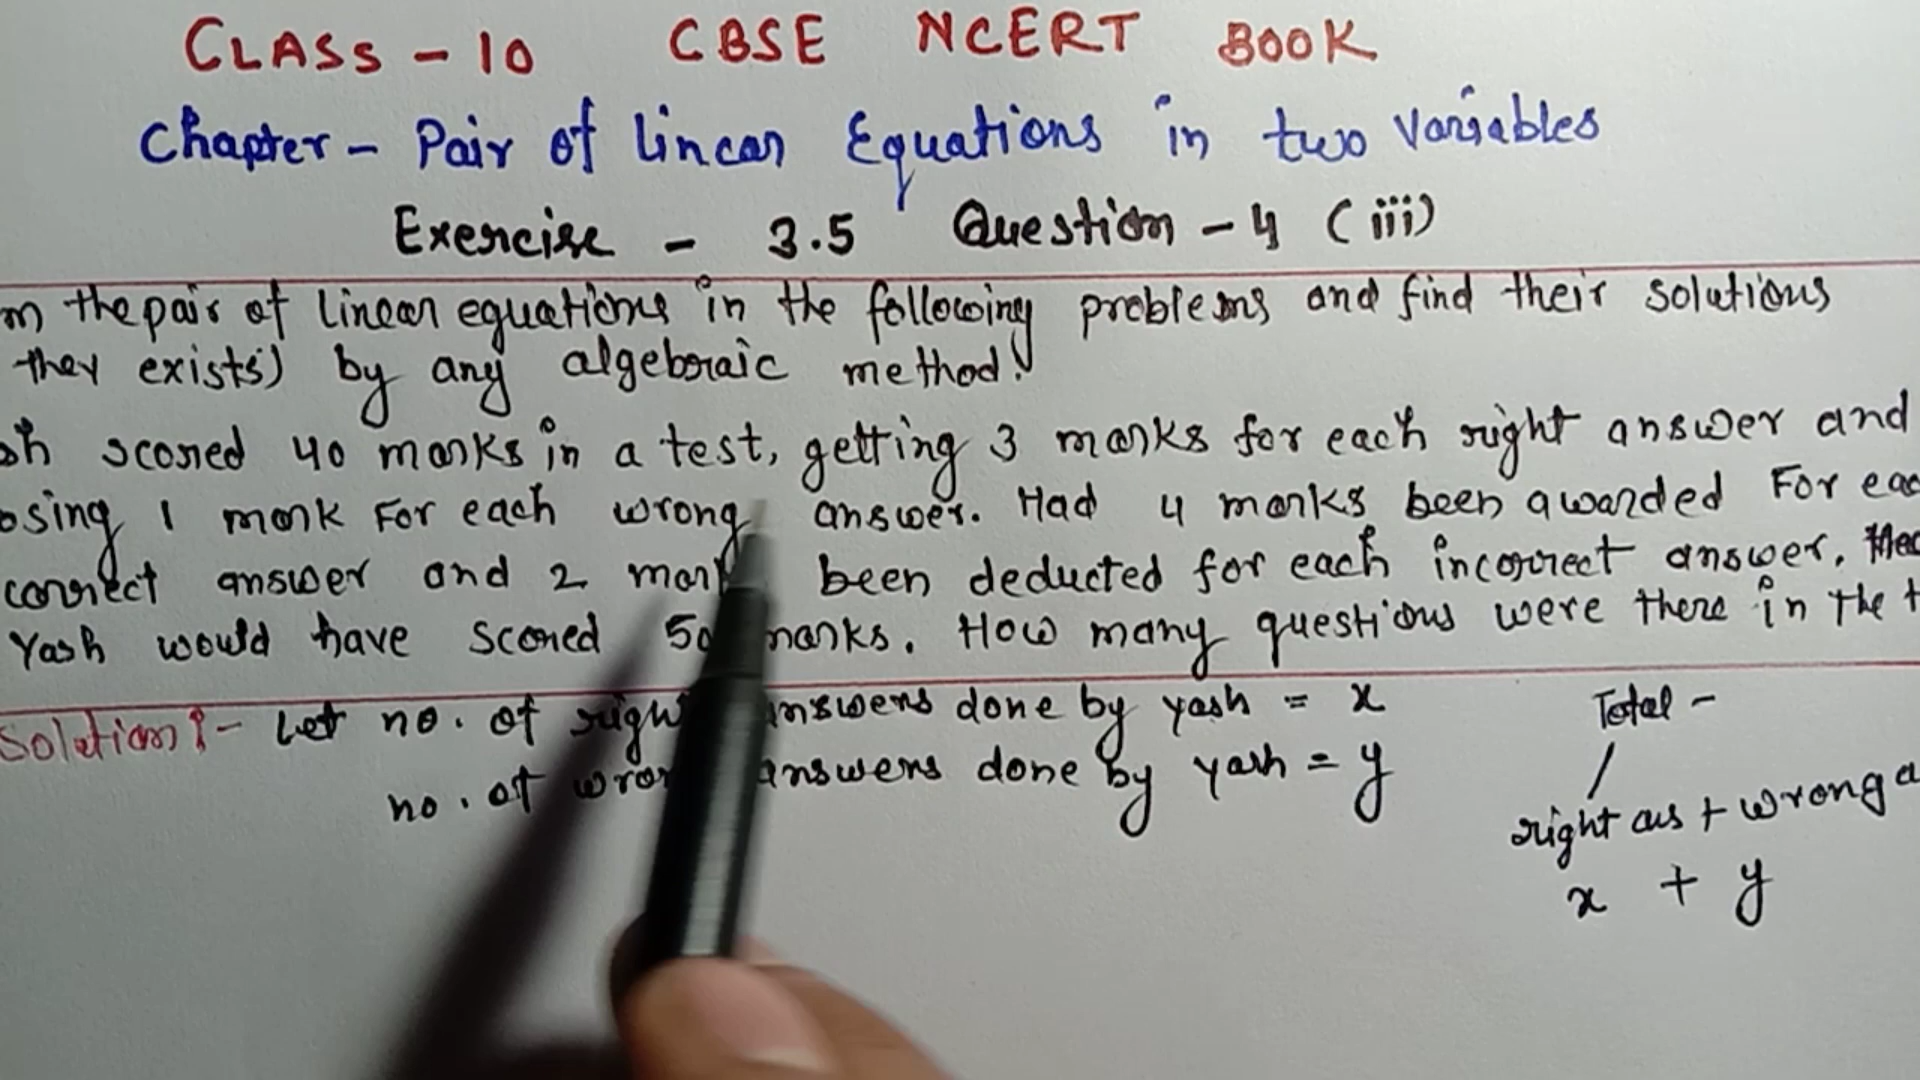 CLASS - 10 CBSE NCERT BOOK
Chapter - Pair of linear Equations in two Variables
Exercise - 3.5 Question - 4 (iii)
the pair of linear equations in the following problems and find their solutions
they exists) by any algebraic method:
scored 40 marks in a test, getting 3 marks for each right answer and
1 mark For each wrong answer. Had 4 marks been awarded For
correct answer and 2 been deducted for each incorrect answer,
Yash would have scored marks. How many questions were there in the
Solution:- Let no. of answers done by yash = x
no. of answers done by yash = y
Total -
right ans + wrong
x + y